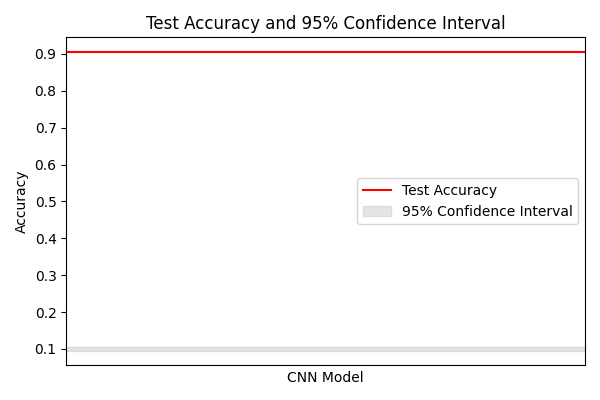 Test Accuracy and 95% Confidence Interval
0.9
0.8
0.7
0.6
0.5
0.4
0.3
0.2
0.1
Accuracy
Test Accuracy
95% Confidence Interval
CNN Model